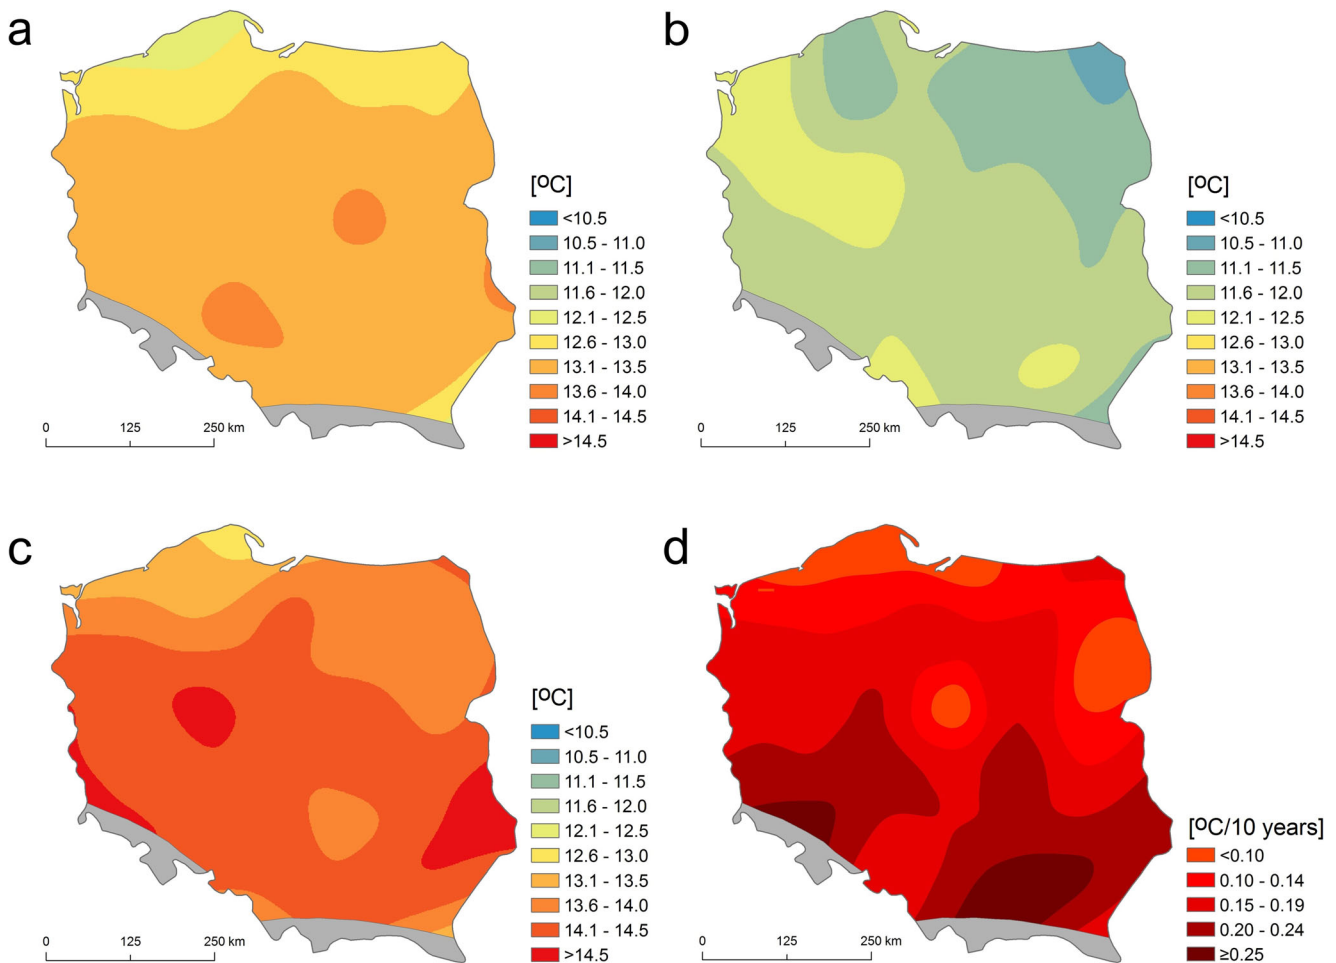 a
[ºC]
<10.5
10.5 - 11.0
11.1 - 11.5
11.6 - 12.0
12.1 - 12.5
12.6 - 13.0
13.1 - 13.5
13.6 - 14.0
14.1 - 14.5
>14.5
0 125 250 km
b
[ºC]
<10.5
10.5 - 11.0
11.1 - 11.5
11.6 - 12.0
12.1 - 12.5
12.6 - 13.0
13.1 - 13.5
13.6 - 14.0
14.1 - 14.5
>14.5
0 125 250 km
c
[ºC]
<10.5
10.5 - 11.0
11.1 - 11.5
11.6 - 12.0
12.1 - 12.5
12.6 - 13.0
13.1 - 13.5
13.6 - 14.0
14.1 - 14.5
>14.5
0 125 250 km
d
[ºC/10 years]
<0.10
0.10 - 0.14
0.15 - 0.19
0.20 - 0.24
≥0.25
0 125 250 km